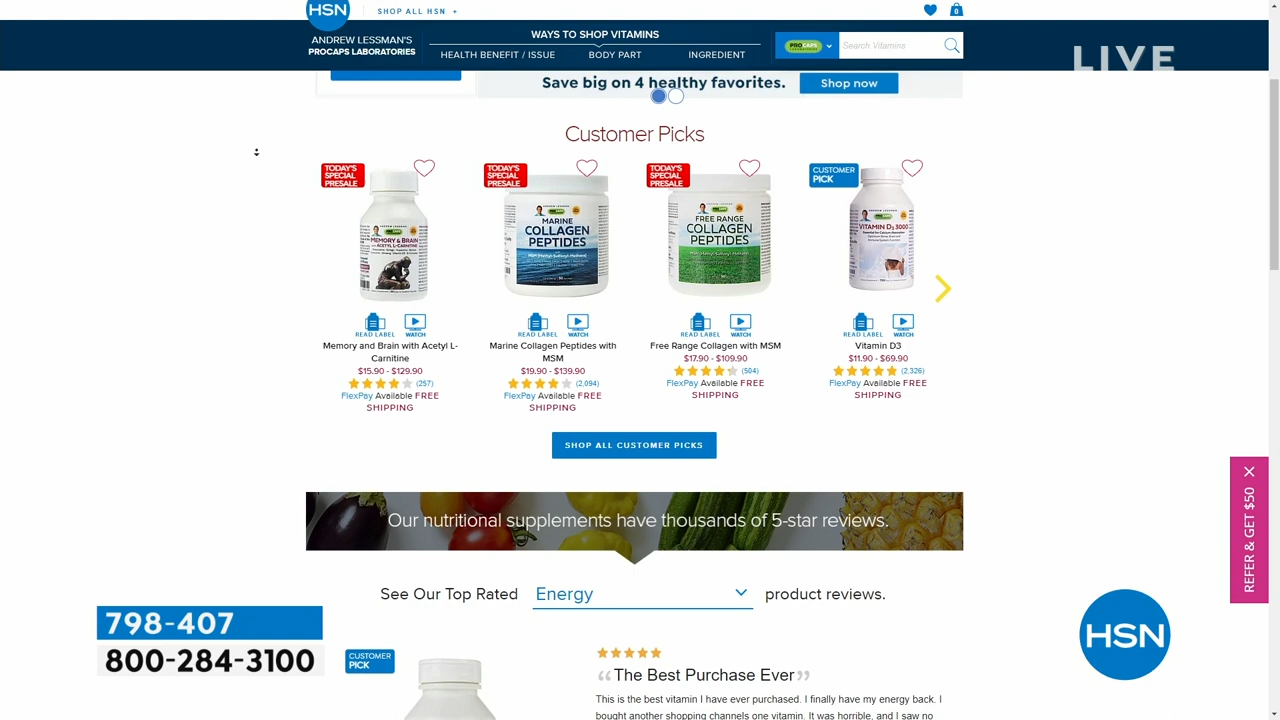 HSN
SHOP ALL HSN +
0
ANDREW LESSMAN'S
PROCAPS LABORATORIES
WAYS TO SHOP VITAMINS
HEALTH BENEFIT / ISSUE
BODY PART
INGREDIENT
PROCAPS
Search Vitamins
LIVE
Save big on 4 healthy favorites.
Shop now
Customer Picks
TODAY'S
SPECIAL
PRESALE
TODAY'S
SPECIAL
PRESALE
TODAY'S
SPECIAL
PRESALE
CUSTOMER
PICK
MEMORY & BRAIN
MARINE
COLLAGEN
PEPTIDES
FREE RANGE
COLLAGEN
PEPTIDES
VITAMIN D3 3000
READ LABEL
WATCH
READ LABEL
WATCH
READ LABEL
WATCH
READ LABEL
WATCH
Memory and Brain with Acetyl L-
Carnitine
$15.90 - $129.90
(257)
FlexPay Available FREE
SHIPPING
Marine Collagen Peptides with
MSM
$19.90 - $139.90
(2,094)
FlexPay Available FREE
SHIPPING
Free Range Collagen with MSM
$17.90 - $109.90
(504)
FlexPay Available FREE
SHIPPING
Vitamin D3
$11.90 - $69.90
(2,326)
FlexPay Available FREE
SHIPPING
SHOP ALL CUSTOMER PICKS
Our nutritional supplements have thousands of 5-star reviews.
REFER & GET $50
See Our Top Rated Energy product reviews.
798-407
800-284-3100
HSN
CUSTOMER
PICK
“The Best Purchase Ever”
This is the best vitamin I have ever purchased. I finally have my energy back. I
bought another shopping channels one vitamin. It was horrible, and I saw no